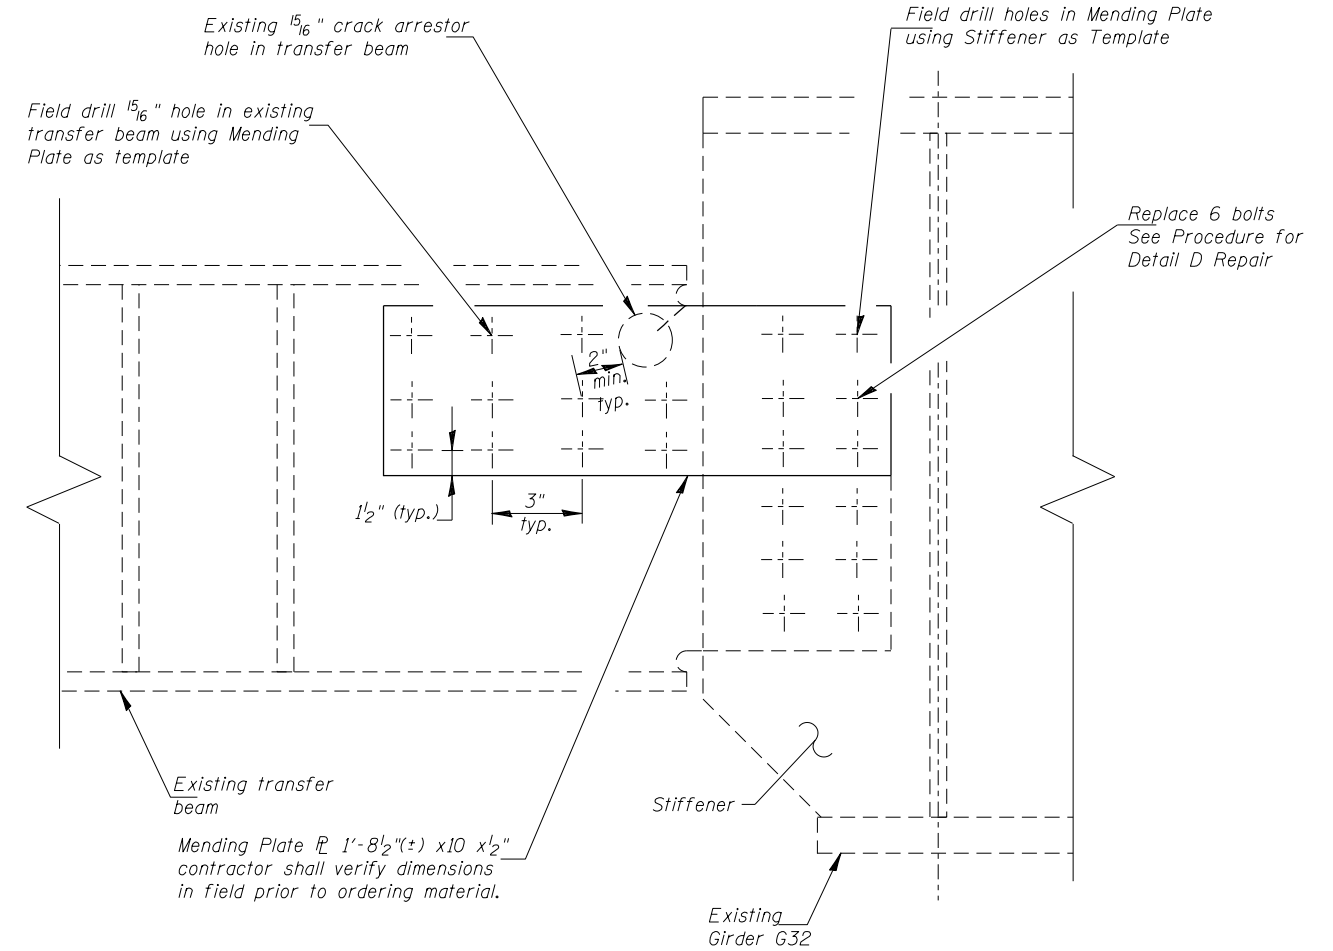 Existing 15/16" crack arrestor
hole in transfer beam
Field drill holes in Mending Plate
using Stiffener as Template
Field drill 15/16" hole in existing
transfer beam using Mending
Plate as template
Replace 6 bolts
See Procedure for
Detail D Repair
2"
min.
typ.
1 1/2" (typ.)
3"
typ.
Existing transfer
beam
Stiffener
Mending Plate ℄ 1'-8 1/2"(±) x10 x1/2"
contractor shall verify dimensions
in field prior to ordering material.
Existing
Girder G32